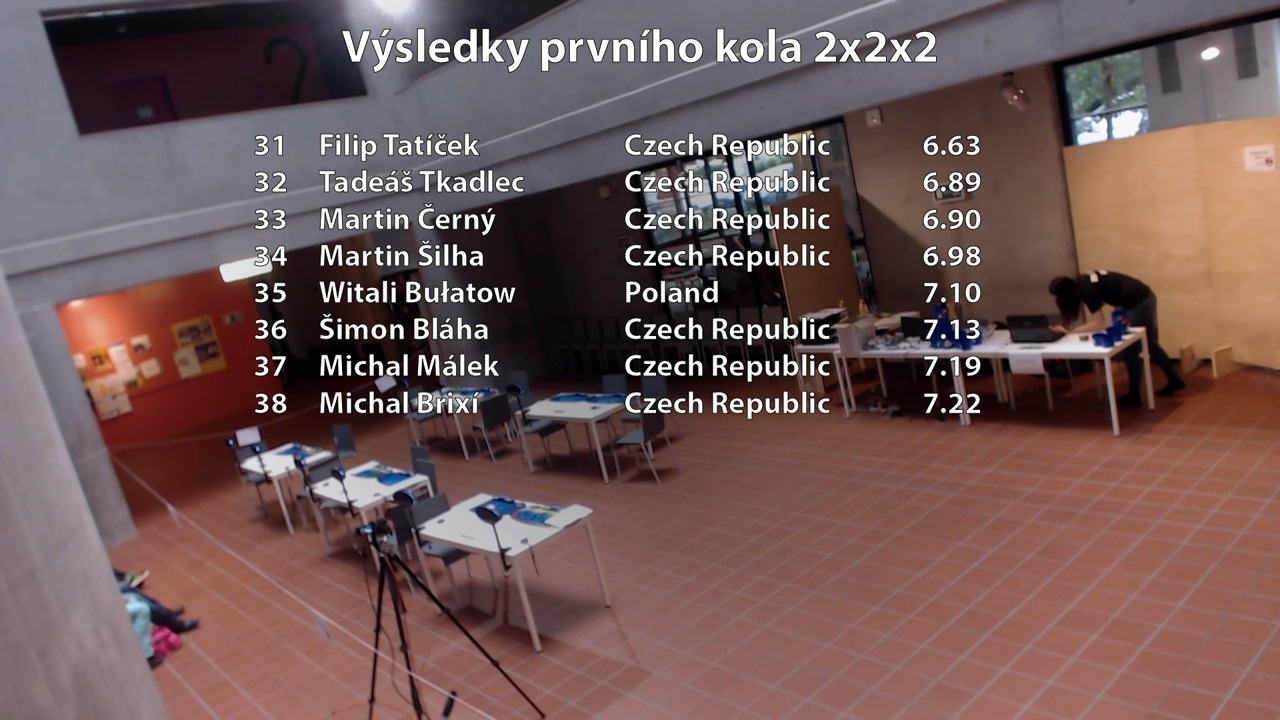 Výsledky prvního kola 2x2x2
31 Filip Tatíček Czech Republic 6.63
32 Tadeáš Tkadlec Czech Republic 6.89
33 Martin Černý Czech Republic 6.90
34 Martin Šilha Czech Republic 6.98
35 Witali Bułatow Poland 7.10
36 Šimon Bláha Czech Republic 7.13
37 Michal Málek Czech Republic 7.19
38 Michal Brixí Czech Republic 7.22